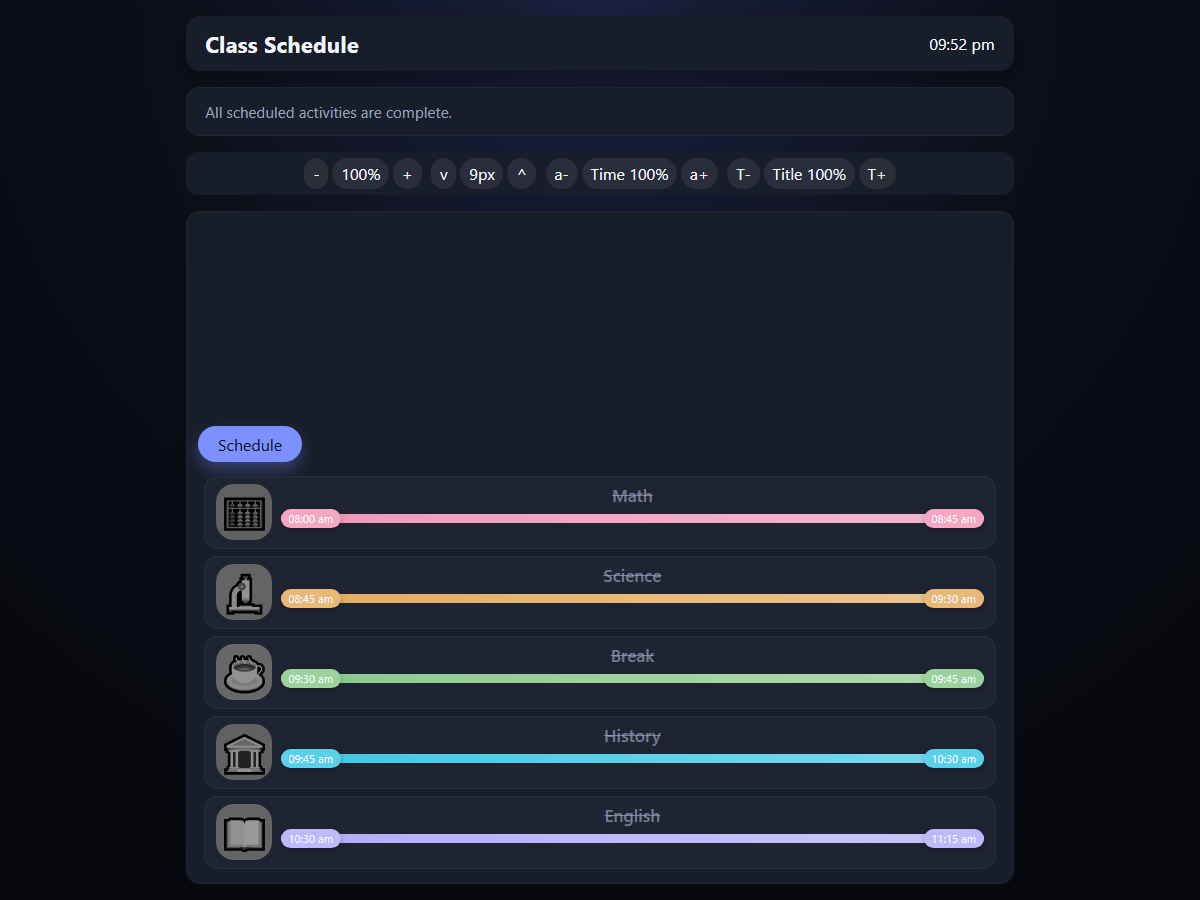 Class Schedule
09:52 pm
All scheduled activities are complete.
- 100% + v 9px ^ a- Time 100% a+ T- Title 100% T+
Schedule
Math
08:00 am 08:45 am
Science
08:45 am 09:30 am
Break
09:30 am 09:45 am
History
09:45 am 10:30 am
English
10:30 am 11:15 am